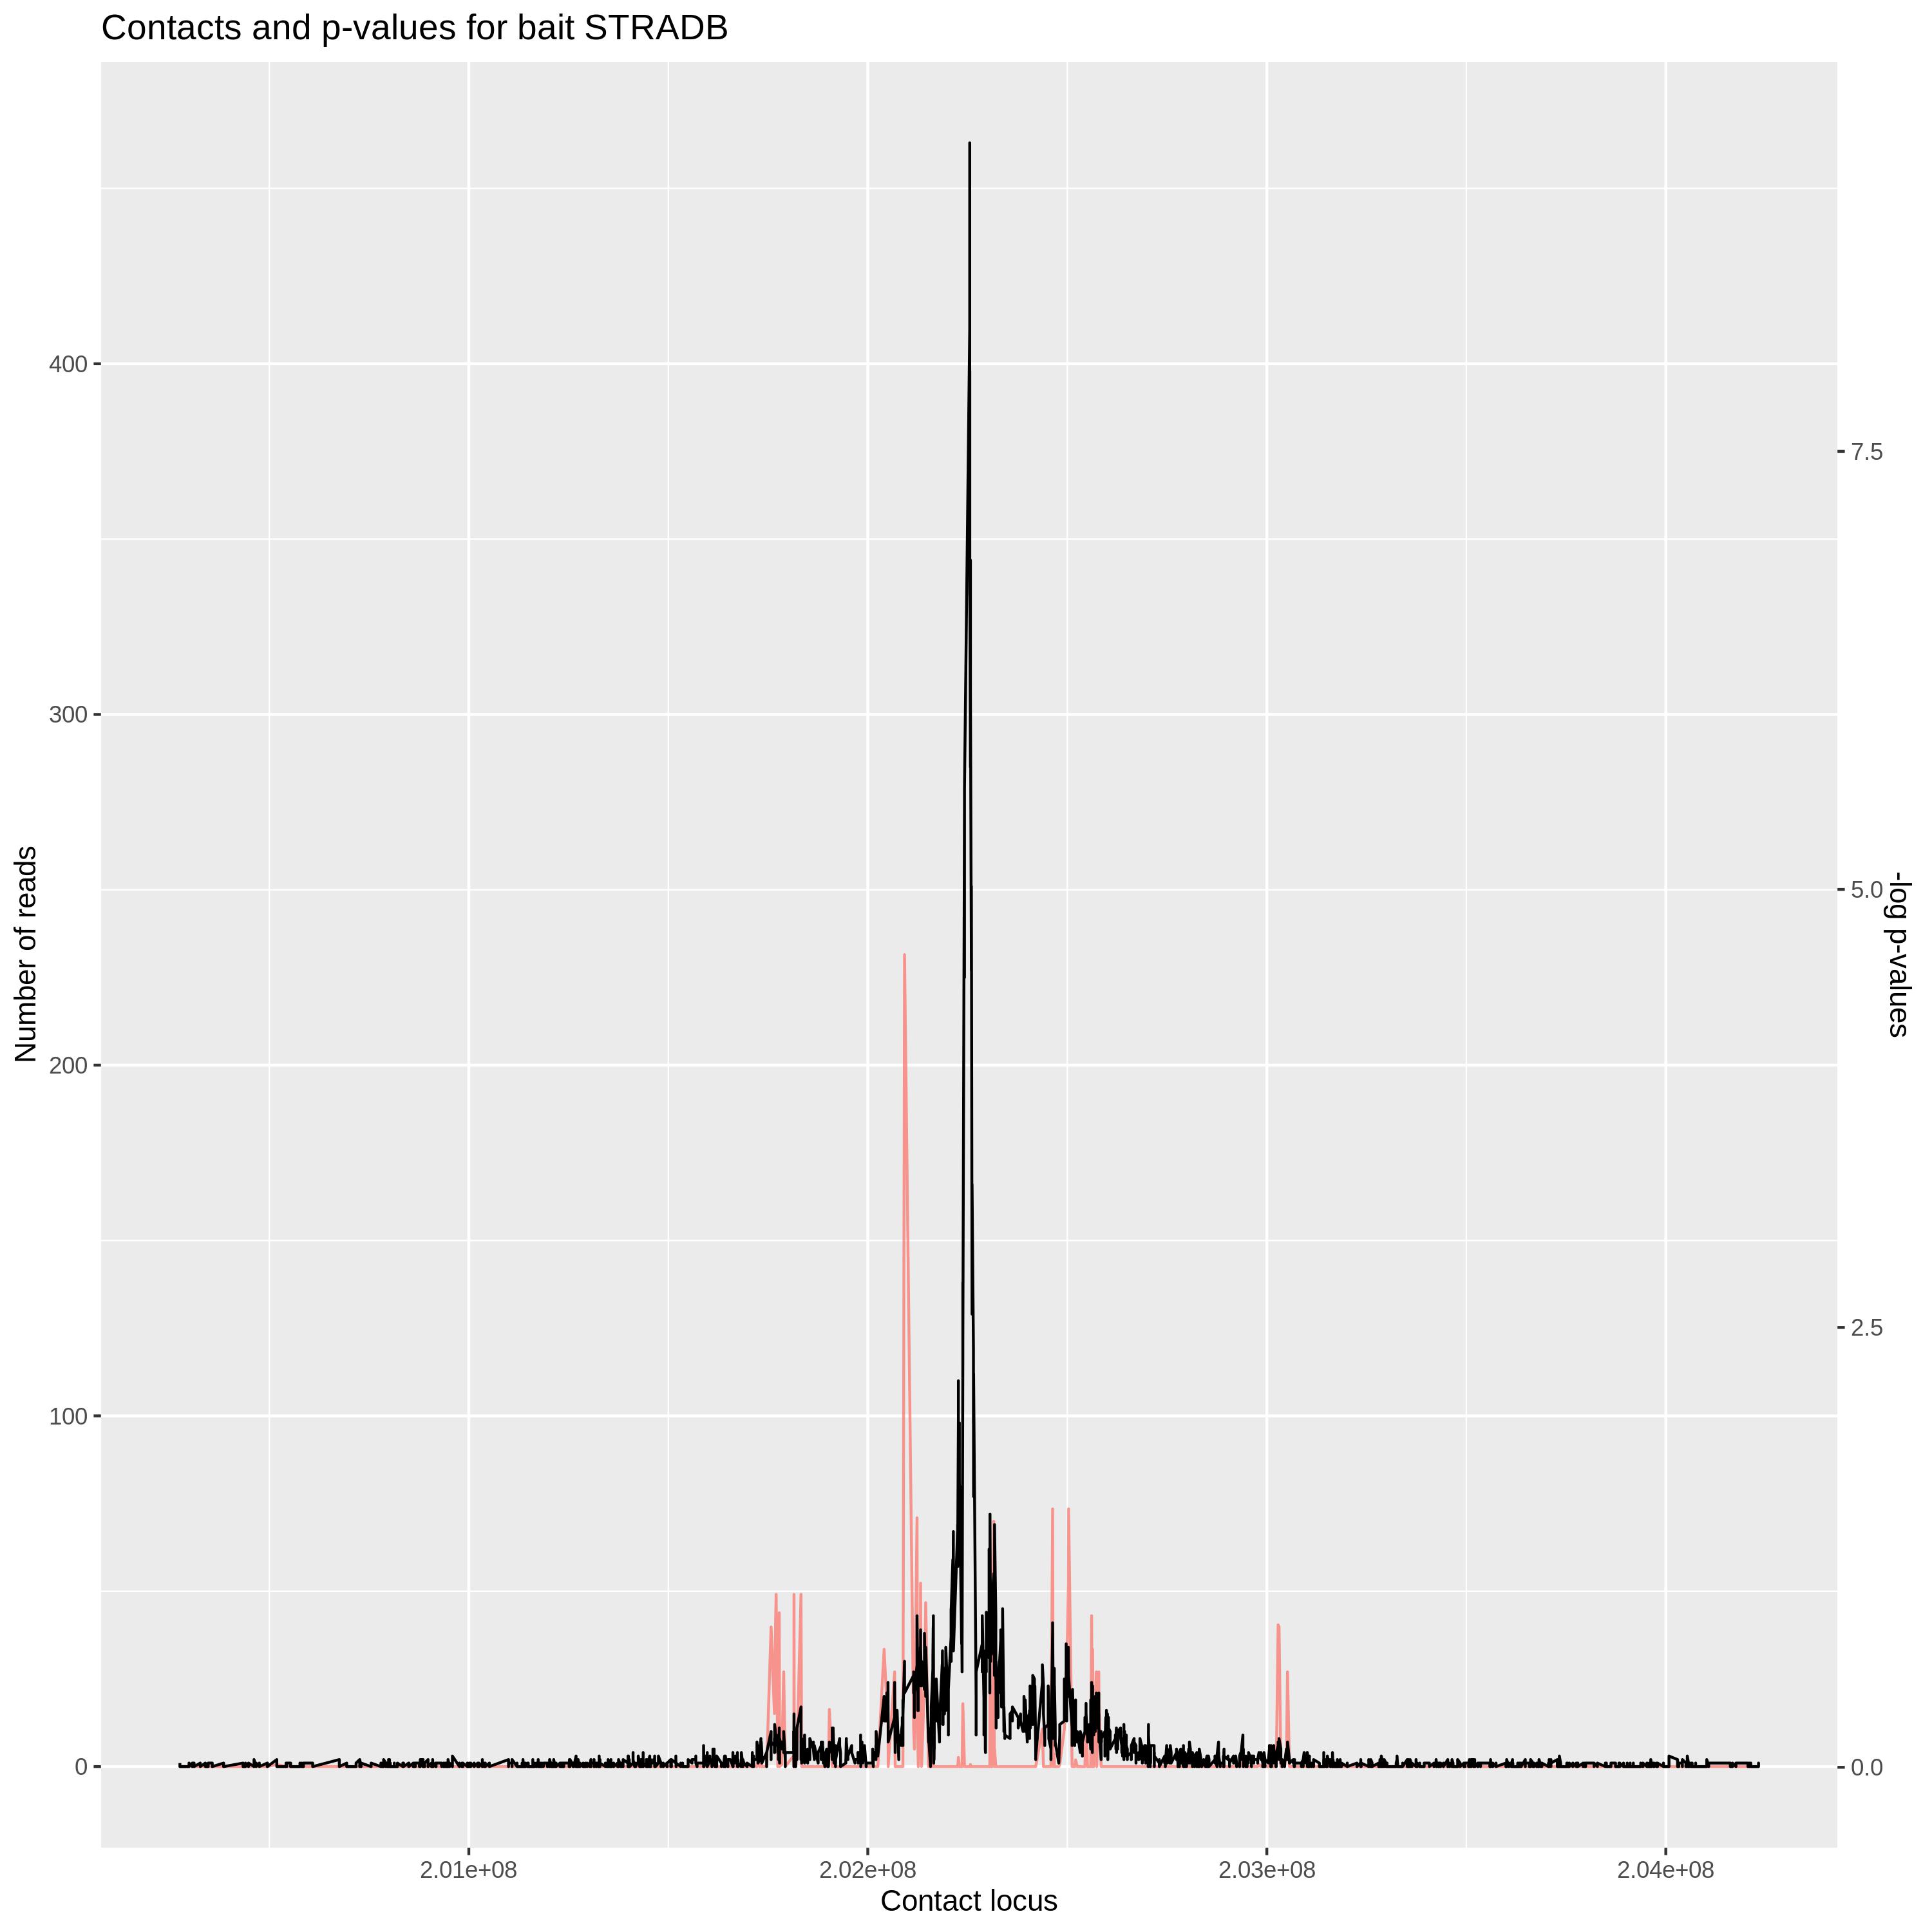 Contacts and p-values for bait STRADB
Number of reads
400
300
200
100
0
7.5
5.0
2.5
0.0
-log p-values
2.01e+08
2.02e+08
2.03e+08
2.04e+08
Contact locus